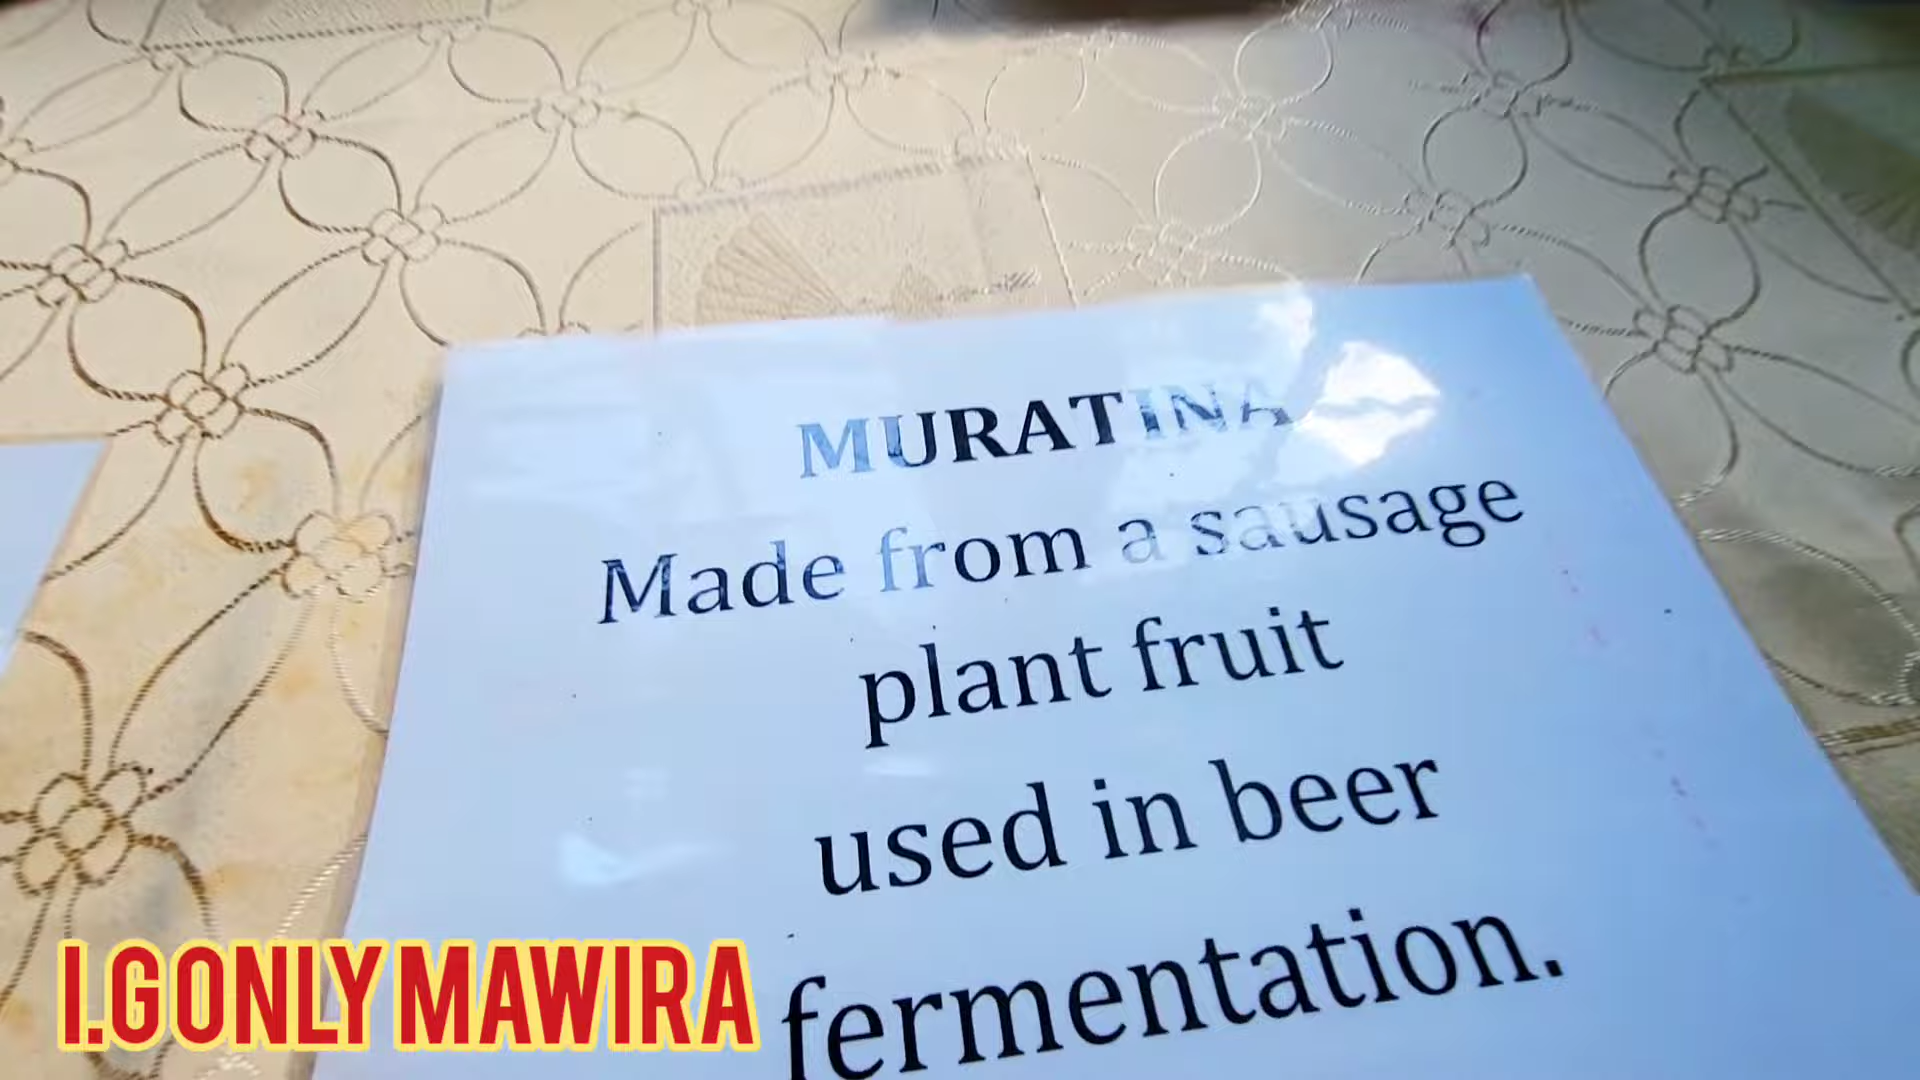 MURATINA
Made from a sausage
plant fruit
used in beer
fermentation.
I.G ONLY MAWIRA